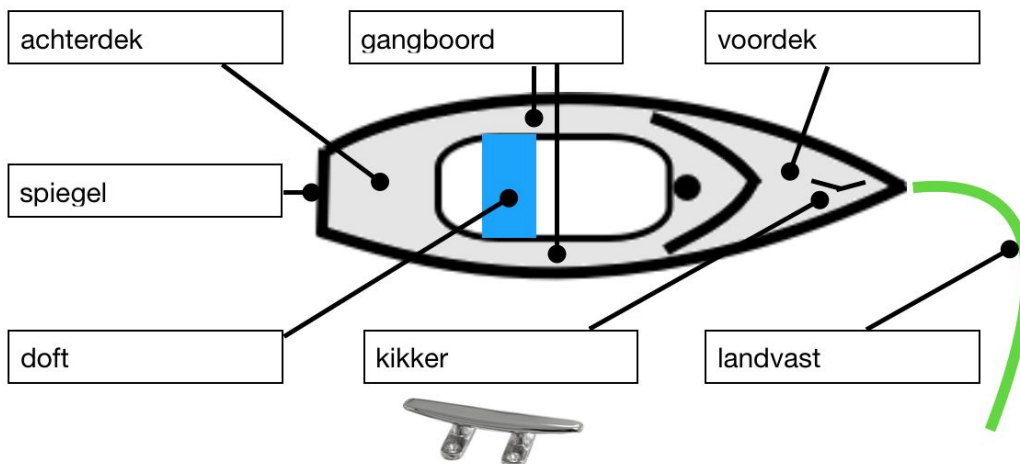 achterdek
gangboord
voordek
spiegel
doft
kikker
landvast